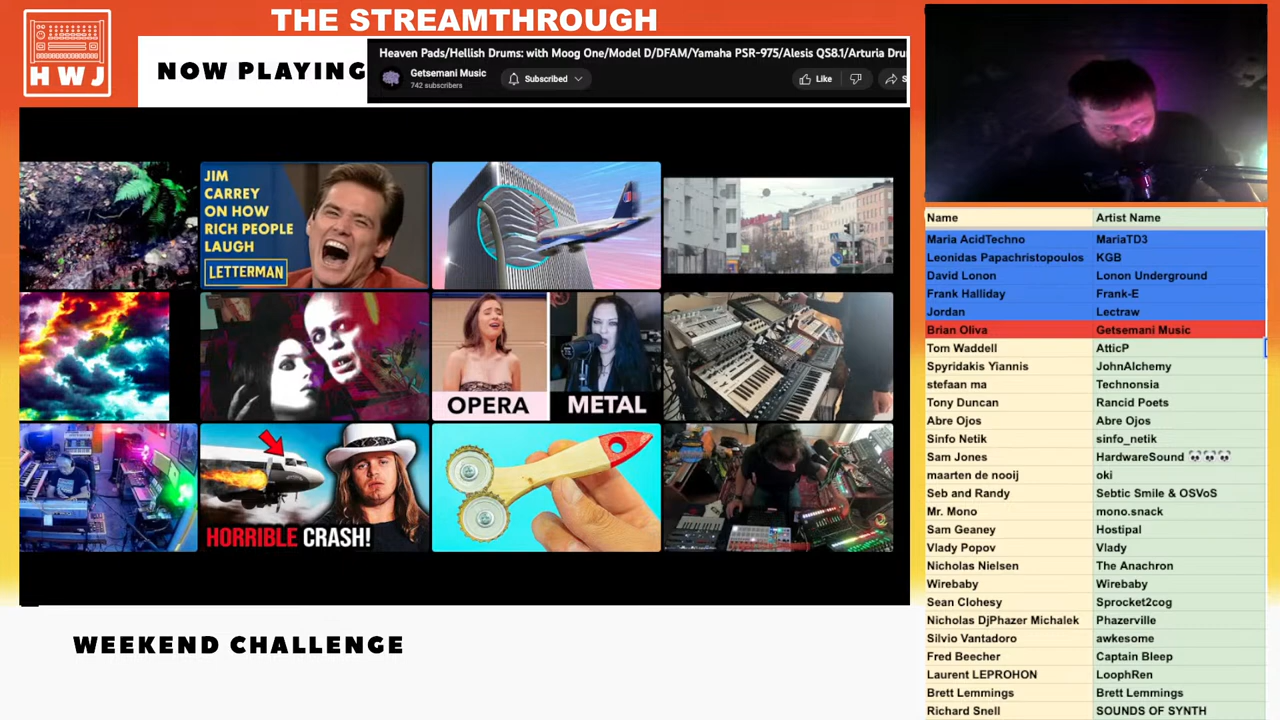 THE STREAMTHROUGH
HWJ
NOW PLAYING
Heaven Pads/Hellish Drums: with Moog One/Model D/DFAM/Yamaha PSR-975/Alesis QS8.1/Arturia Dru
Getsemani Music
742 subscribers
Subscribed
Like
S
JIM
CARREY
ON HOW
RICH PEOPLE
LAUGH
LETTERMAN
OPERA
METAL
HORRIBLE CRASH!
WEEKEND CHALLENGE
Name Artist Name
Maria AcidTechno MariaTD3
Leonidas Papachristopoulos KGB
David Lonon Lonon Underground
Frank Halliday Frank-E
Jordan Lectraw
Brian Oliva Getsemani Music
Tom Waddell AtticP
Spyridakis Yiannis JohnAlchemy
stefaan ma Technonsia
Tony Duncan Rancid Poets
Abre Ojos Abre Ojos
Sinfo Netik sinfo_netik
Sam Jones HardwareSound 🐼🐼🐼
maarten de nooij oki
Seb and Randy Sebtic Smile & OSVoS
Mr. Mono mono.snack
Sam Geaney Hostipal
Vlady Popov Vlady
Nicholas Nielsen The Anachron
Wirebaby Wirebaby
Sean Clohesy Sprocket2cog
Nicholas DjPhazer Michalek Phazerville
Silvio Vantadoro awkesome
Fred Beecher Captain Bleep
Laurent LEPROHON LoophRen
Brett Lemmings Brett Lemmings
Richard Snell SOUNDS OF SYNTH